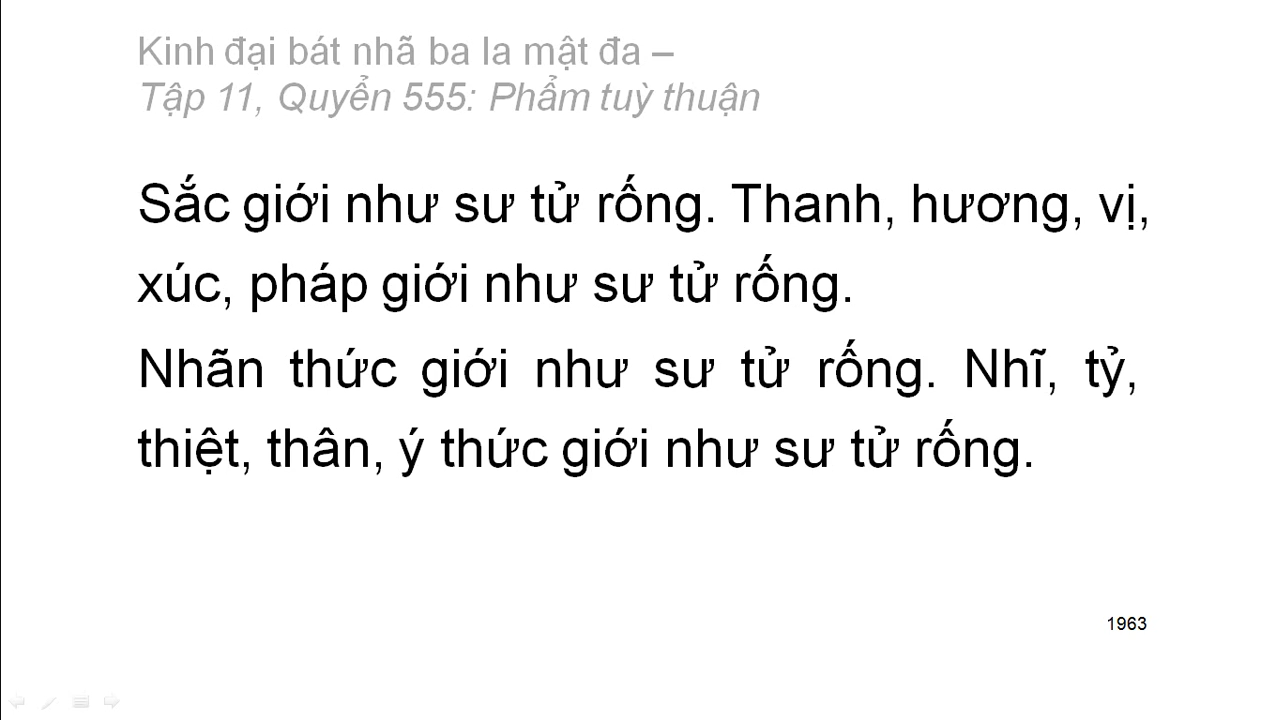 Kinh đại bát nhã ba la mật đa –
Tập 11, Quyển 555: Phẩm tuỳ thuận
Sắc giới như sư tử rống. Thanh, hương, vị,
xúc, pháp giới như sư tử rống.
Nhãn thức giới như sư tử rống. Nhĩ, tỷ,
thiệt, thân, ý thức giới như sư tử rống.
1963